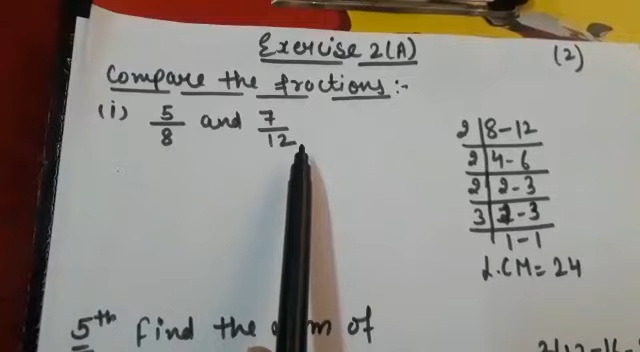 Exercise 2(A)
(2)
Compare the fractions:-
(i) 5/8 and 7/12
2 | 8-12
2 | 4-6
2 | 2-3
3 | 1-3
1-1
L.CM = 24
5th find the of